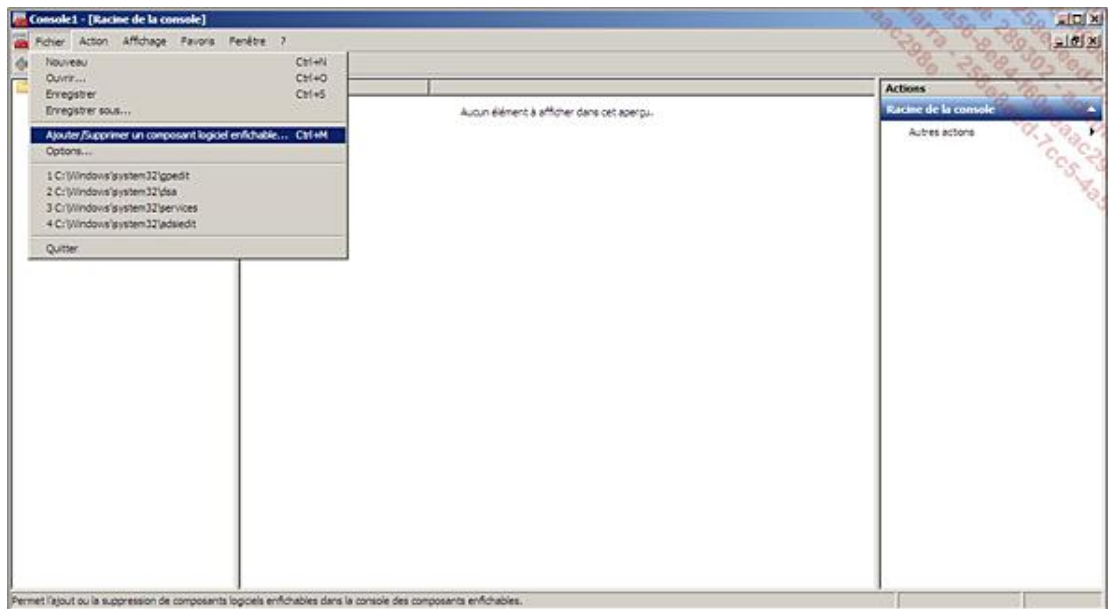 Console1 - [Racine de la console]
Fichier Action Affichage Favoris Fenêtre ?
Nouveau Ctrl+N
Ouvrir... Ctrl+O
Enregistrer Ctrl+S
Enregistrer sous...
Ajouter/Supprimer un composant logiciel enfichable... Ctrl+M
Options...
1 C:\Windows\system32\gpedit
2 C:\Windows\system32\dsa
3 C:\Windows\system32\services
4 C:\Windows\system32\adsiedit
Quitter
Aucun élément à afficher dans cet aperçu.
Actions
Racine de la console
Autres actions
Permet l'ajout ou la suppression de composants logiciels enfichables dans la console des composants enfichables.